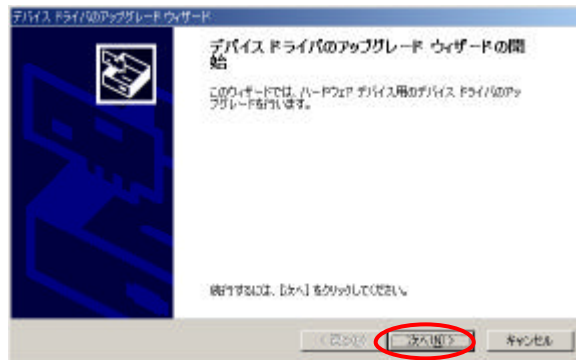 デバイス ドライバのアップグレード ウィザード
デバイス ドライバのアップグレード ウィザードの開
始
このウィザードでは、ハードウェア デバイス用のデバイス ドライバのアッ
プグレードを行います。
続行するには、[次へ] をクリックしてください。
< 戻る(B)
次へ(N) >
キャンセル